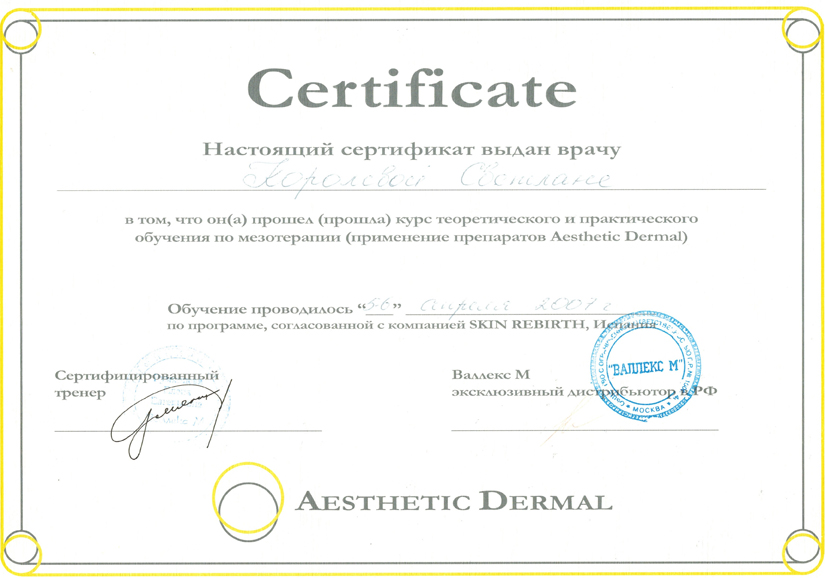 Certificate
Настоящий сертификат выдан врачу
Королевой Светлане
в том, что он(а) прошел (прошла) курс теоретического и практического
обучения по мезотерапии (применение препаратов Aesthetic Dermal)
Обучение проводилось “5-6” апреля 2007 г
по программе, согласованной с компанией SKIN REBIRTH, Испания
Сертифицированный
тренер
Валлекс М
эксклюзивный дистрибьютор в РФ
"ВАЛЛЕКС М"
МОСКВА
AESTHETIC DERMAL